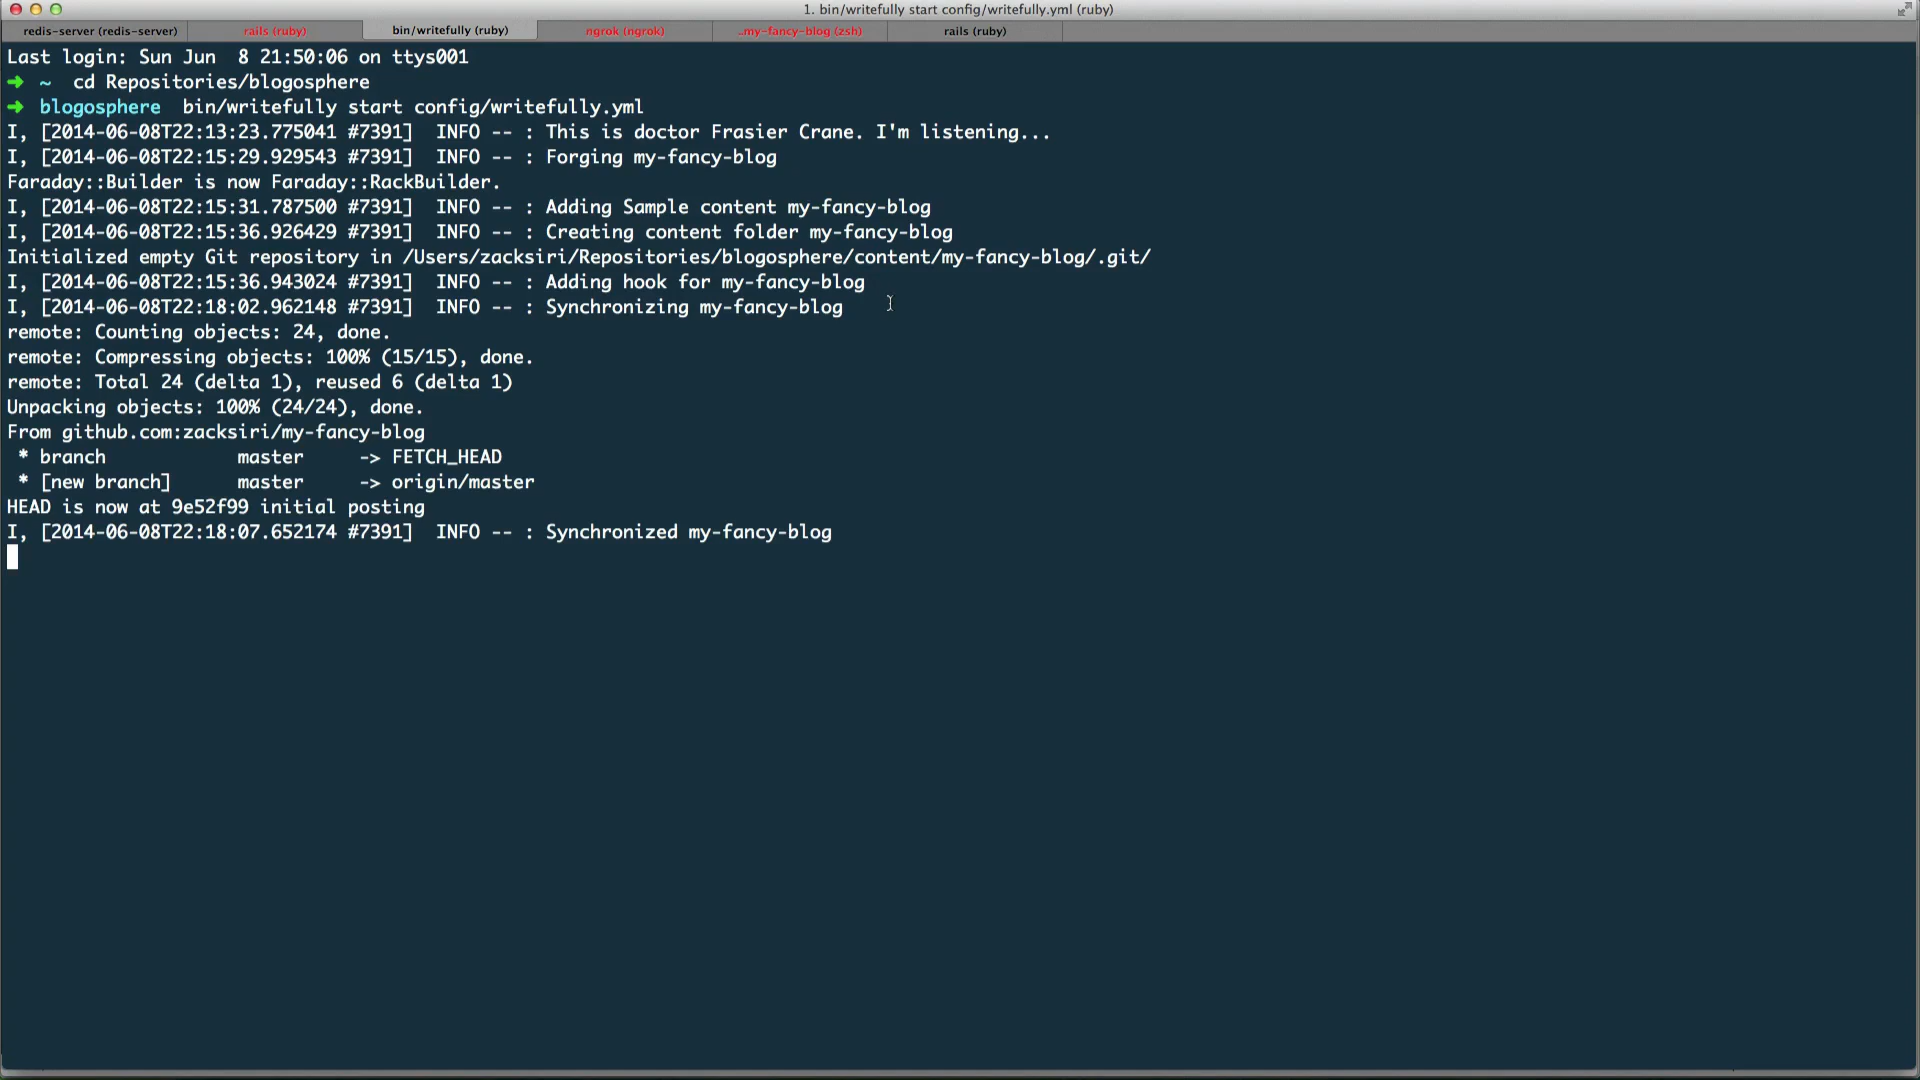 1. bin/writefully start config/writefully.yml (ruby)
redis-server (redis-server) rails (ruby) bin/writefully (ruby) ngrok (ngrok) ..my-fancy-blog (zsh) rails (ruby)
Last login: Sun Jun  8 21:50:06 on ttys001
➜  ~  cd Repositories/blogosphere
➜  blogosphere  bin/writefully start config/writefully.yml
I, [2014-06-08T22:13:23.775041 #7391]  INFO -- : This is doctor Frasier Crane. I'm listening...
I, [2014-06-08T22:15:29.929543 #7391]  INFO -- : Forging my-fancy-blog
Faraday::Builder is now Faraday::RackBuilder.
I, [2014-06-08T22:15:31.787500 #7391]  INFO -- : Adding Sample content my-fancy-blog
I, [2014-06-08T22:15:36.926429 #7391]  INFO -- : Creating content folder my-fancy-blog
Initialized empty Git repository in /Users/zacksiri/Repositories/blogosphere/content/my-fancy-blog/.git/
I, [2014-06-08T22:15:36.943024 #7391]  INFO -- : Adding hook for my-fancy-blog
I, [2014-06-08T22:18:02.962148 #7391]  INFO -- : Synchronizing my-fancy-blog
remote: Counting objects: 24, done.
remote: Compressing objects: 100% (15/15), done.
remote: Total 24 (delta 1), reused 6 (delta 1)
Unpacking objects: 100% (24/24), done.
From github.com:zacksiri/my-fancy-blog
 * branch            master     -> FETCH_HEAD
 * [new branch]      master     -> origin/master
HEAD is now at 9e52f99 initial posting
I, [2014-06-08T22:18:07.652174 #7391]  INFO -- : Synchronized my-fancy-blog